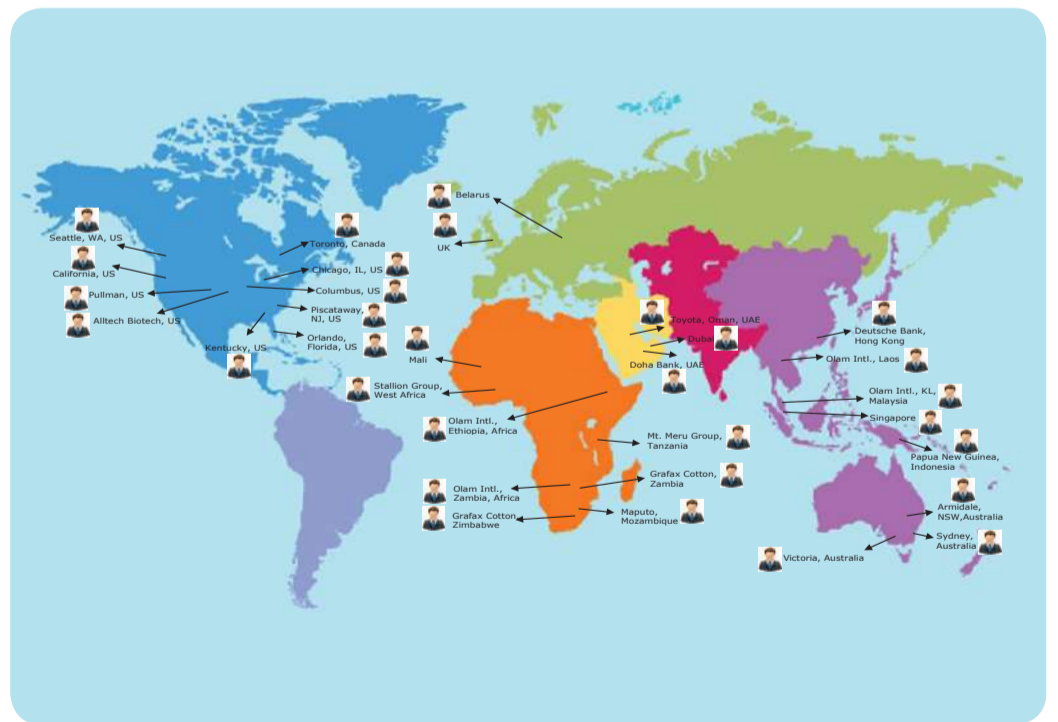 Belarus
UK
Seattle, WA, US
California, US
Pullman, US
Alltech Biotech, US
Kentucky, US
Toronto, Canada
Chicago, IL, US
Columbus, US
Piscataway,
NJ, US
Orlando,
Florida, US
Mali
Stallion Group,
West Africa
Olam Intl.,
Ethiopia, Africa
Olam Intl.,
Zambia, Africa
Grafax Cotton,
Zimbabwe
Mt. Meru Group,
Tanzania
Grafax Cotton,
Zambia
Maputo,
Mozambique
Toyota, Oman, UAE
Dubai
Doha Bank, UAE
Deutsche Bank,
Hong Kong
Olam Intl., Laos
Olam Intl., KL,
Malaysia
Singapore
Papua New Guinea,
Indonesia
Armidale,
NSW,Australia
Sydney,
Australia
Victoria, Australia